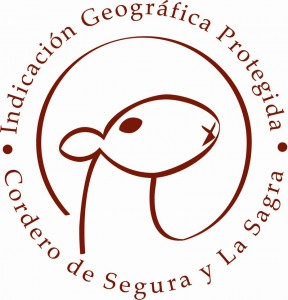 Indicación Geográfica Protegida
Cordero de Segura y La Sagra